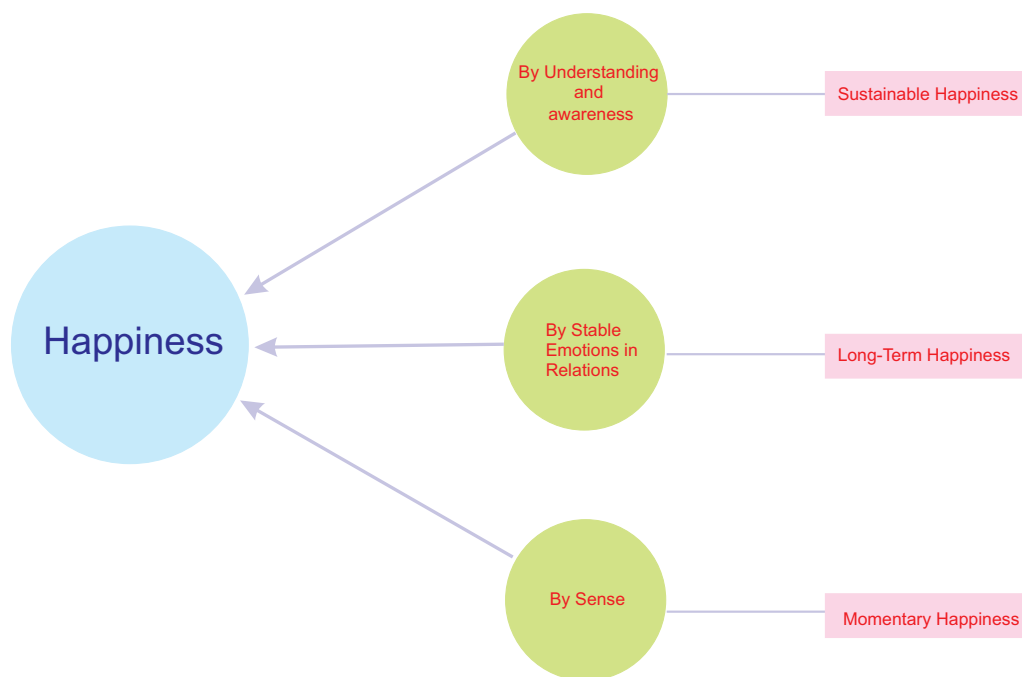 By Understanding
and
awareness
Sustainable Happiness
Happiness
By Stable
Emotions in
Relations
Long-Term Happiness
By Sense
Momentary Happiness